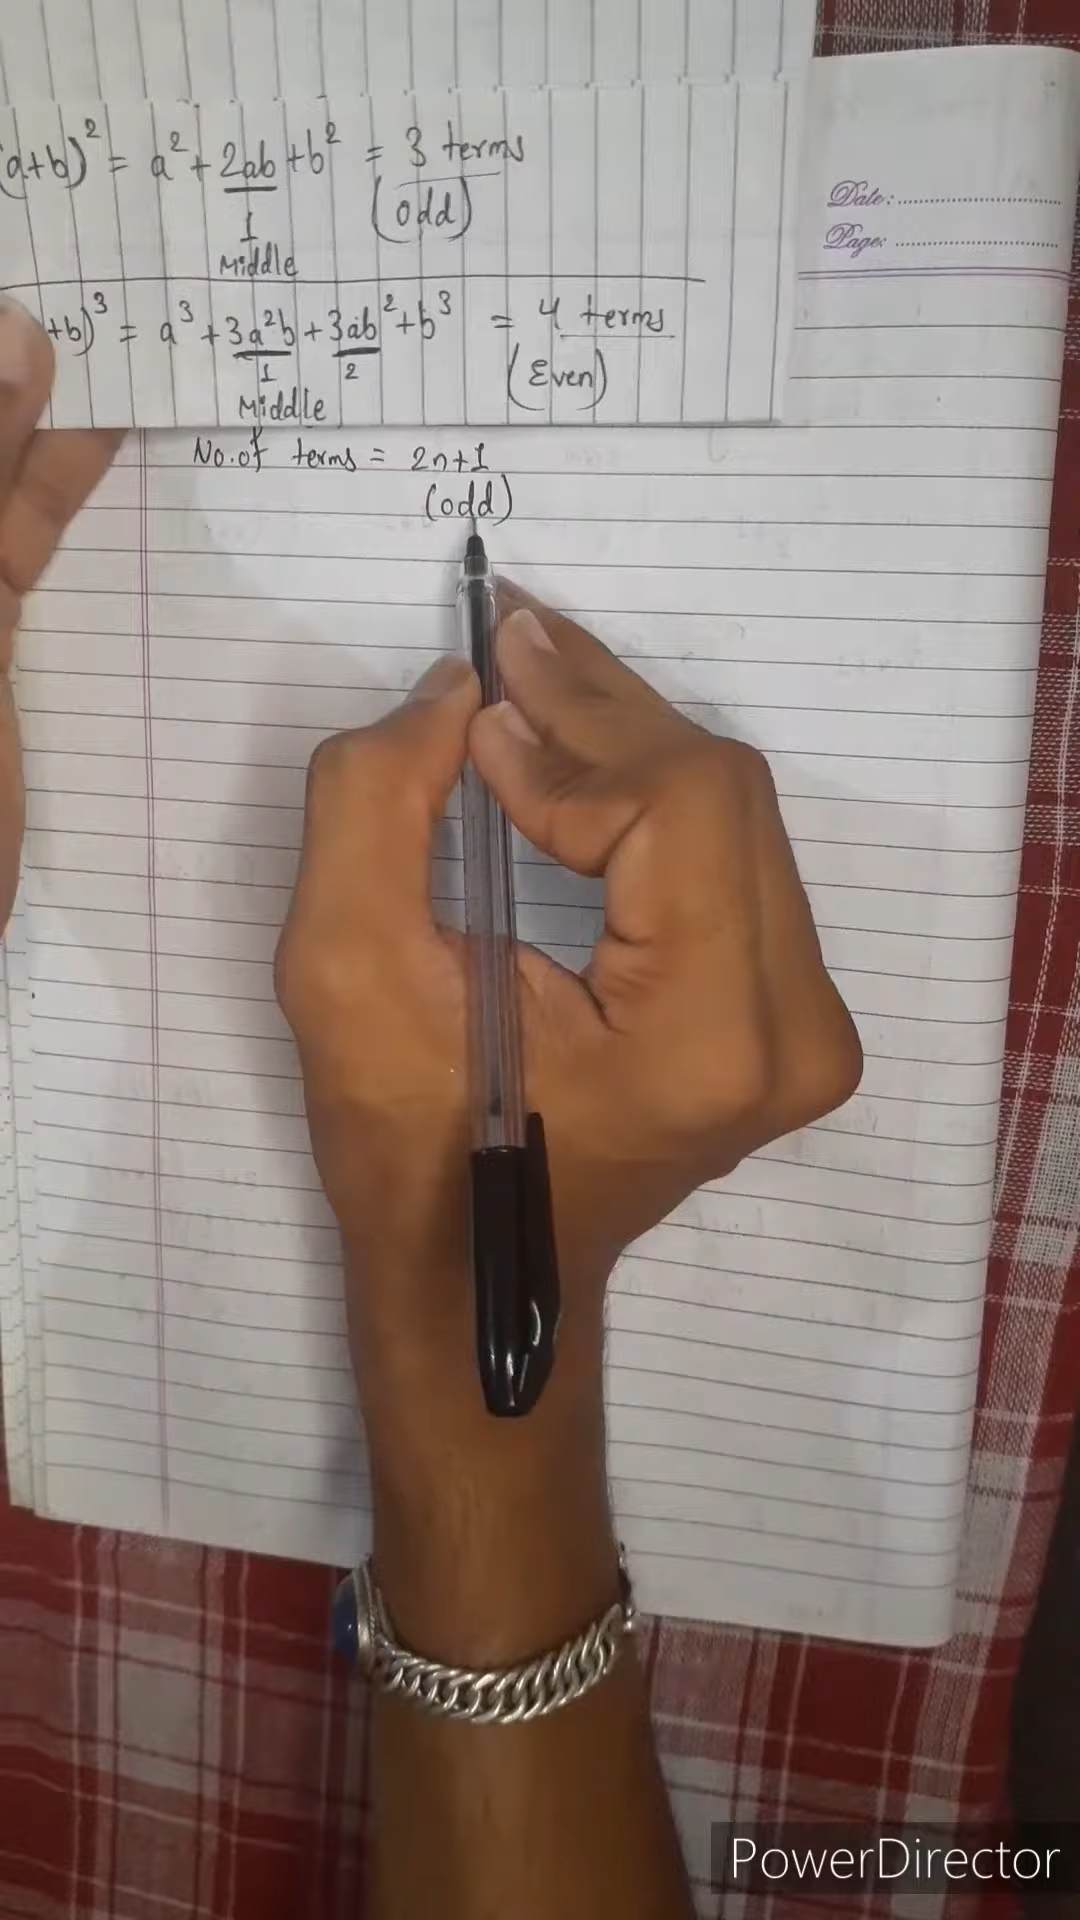 (a+b)² = a² + 2ab + b² = 3 terms
(odd)
1
Middle
Date:
Page:
+b)³ = a³ + 3a²b + 3ab² + b³ = 4 terms
1 2 (Even)
Middle
No. of terms = 2n+1
(odd)
PowerDirector